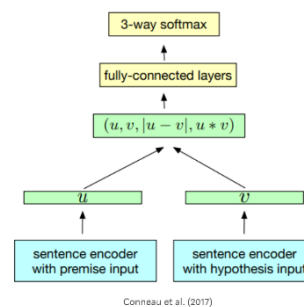 3-way softmax
fully-connected layers
(u, v, |u − v|, u ∗ v)
u
v
sentence encoder
with premise input
sentence encoder
with hypothesis input
Conneau et al. (2017)